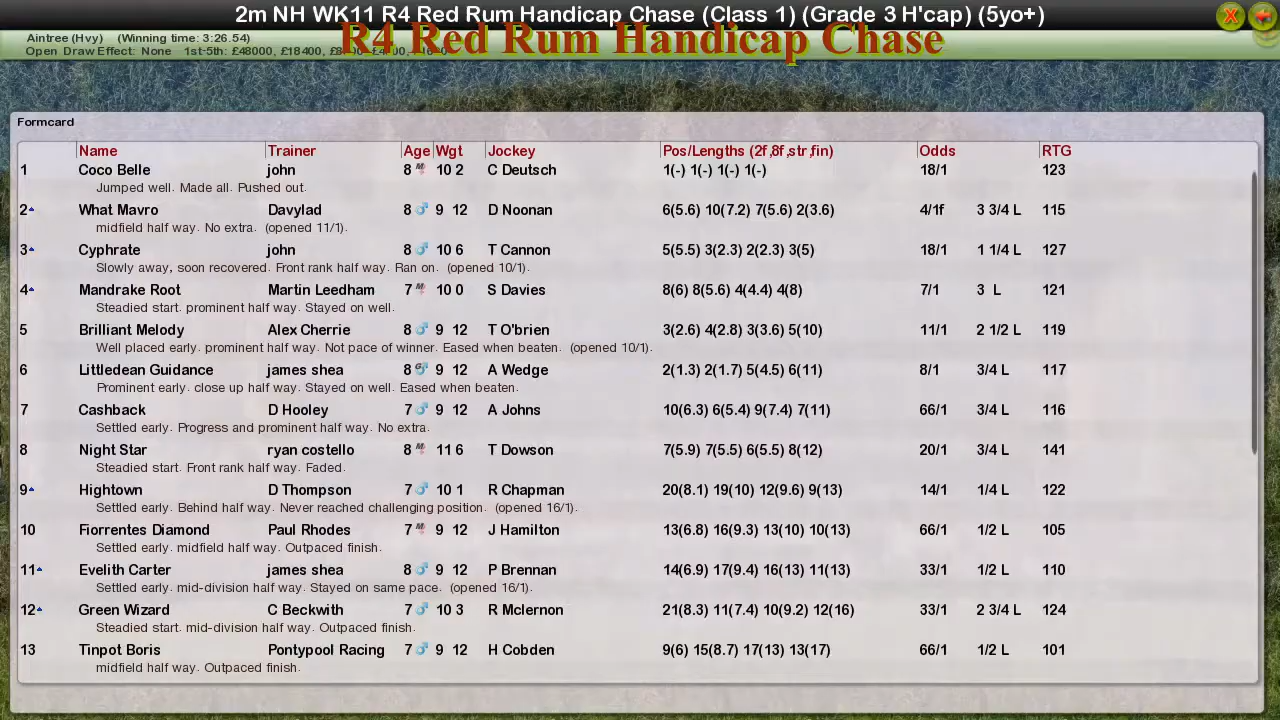 2m NH WK11 R4 Red Rum Handicap Chase (Class 1) (Grade 3 H'cap) (5yo+)
R4 Red Rum Handicap Chase
Aintree (Hvy) (Winning time: 3:26.54)
Open Draw Effect: None 1st-5th: £48000, £18400,
Formcard
Name Trainer Age Wgt Jockey Pos/Lengths (2f,8f,str,fin) Odds RTG
1 Coco Belle john 8 10 2 C Deutsch 1(-) 1(-) 1(-) 1(-) 18/1 123
Jumped well. Made all. Pushed out.
2 What Mavro Davylad 8 9 12 D Noonan 6(5.6) 10(7.2) 7(5.6) 2(3.6) 4/1f 3 3/4 L 115
midfield half way. No extra. (opened 11/1).
3 Cyphrate john 8 10 6 T Cannon 5(5.5) 3(2.3) 2(2.3) 3(5) 18/1 1 1/4 L 127
Slowly away, soon recovered. Front rank half way. Ran on. (opened 10/1).
4 Mandrake Root Martin Leedham 7 10 0 S Davies 8(6) 8(5.6) 4(4.4) 4(8) 7/1 3 L 121
Steadied start. prominent half way. Stayed on well.
5 Brilliant Melody Alex Cherrie 8 9 12 T O'brien 3(2.6) 4(2.8) 3(3.6) 5(10) 11/1 2 1/2 L 119
Well placed early. prominent half way. Not pace of winner. Eased when beaten. (opened 10/1).
6 Littledean Guidance james shea 8 9 12 A Wedge 2(1.3) 2(1.7) 5(4.5) 6(11) 8/1 3/4 L 117
Prominent early. close up half way. Stayed on well. Eased when beaten.
7 Cashback D Hooley 7 9 12 A Johns 10(6.3) 6(5.4) 9(7.4) 7(11) 66/1 3/4 L 116
Settled early. Progress and prominent half way. No extra.
8 Night Star ryan costello 8 11 6 T Dowson 7(5.9) 7(5.5) 6(5.5) 8(12) 20/1 3/4 L 141
Steadied start. Front rank half way. Faded.
9 Hightown D Thompson 7 10 1 R Chapman 20(8.1) 19(10) 12(9.6) 9(13) 14/1 1/4 L 122
Settled early. Behind half way. Never reached challenging position. (opened 16/1).
10 Fiorrentes Diamond Paul Rhodes 7 9 12 J Hamilton 13(6.8) 16(9.3) 13(10) 10(13) 66/1 1/2 L 105
Settled early. midfield half way. Outpaced finish.
11 Evelith Carter james shea 8 9 12 P Brennan 14(6.9) 17(9.4) 16(13) 11(13) 33/1 1/2 L 110
Settled early. mid-division half way. Stayed on same pace. (opened 16/1).
12 Green Wizard C Beckwith 7 10 3 R Mclernon 21(8.3) 11(7.4) 10(9.2) 12(16) 33/1 2 3/4 L 124
Steadied start. mid-division half way. Outpaced finish.
13 Tinpot Boris Pontypool Racing 7 9 12 H Cobden 9(6) 15(8.7) 17(13) 13(17) 66/1 1/2 L 101
midfield half way. Outpaced finish.